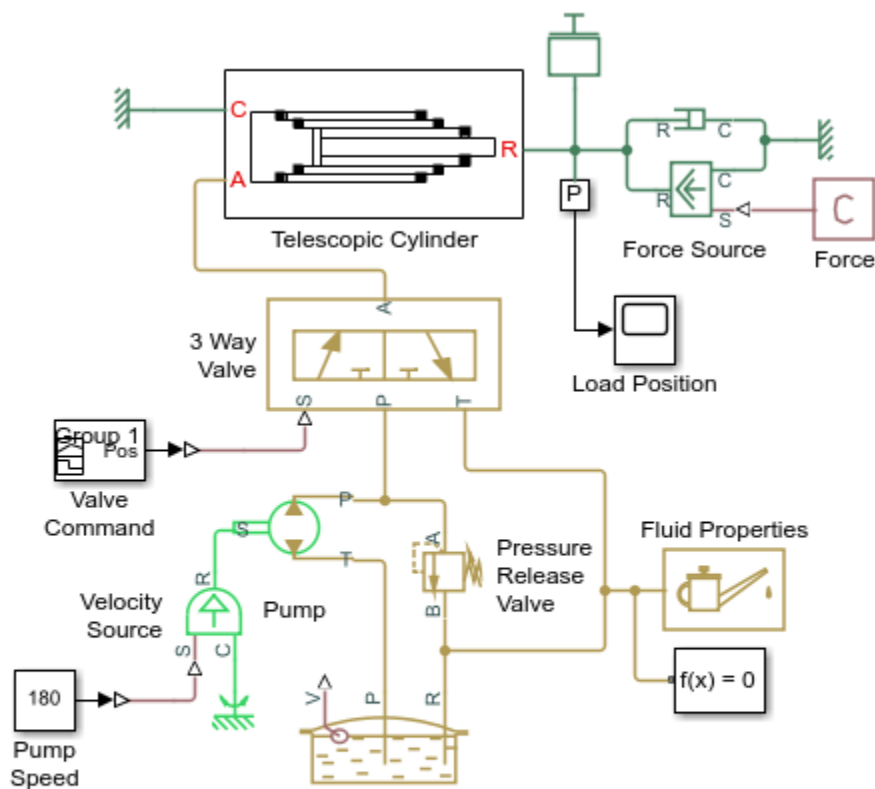 C
R
A
Telescopic Cylinder
R
C
P
C
R
S
C
Force Source
Force
A
3 Way
Valve
Load Position
S
P
T
Group 1
Pos
Valve
Command
P
S
T
A
Pressure
Release
Valve
B
Fluid Properties
R
Velocity
Source
Pump
S
C
f(x) = 0
180
V
P
R
Pump
Speed